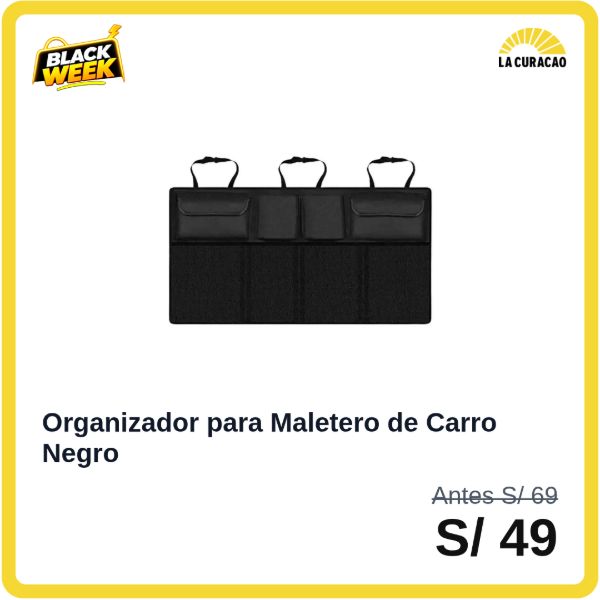 BLACK
WEEK
LA CURACAO
Organizador para Maletero de Carro
Negro
Antes S/ 69
S/ 49